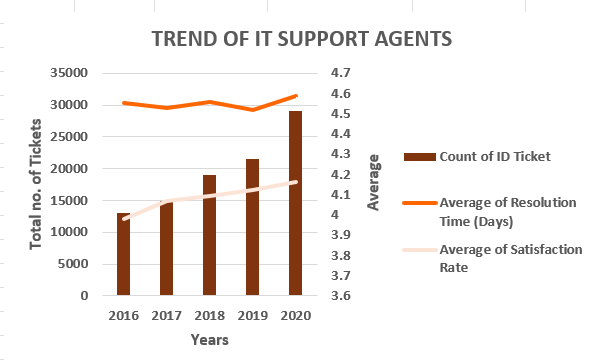 TREND OF IT SUPPORT AGENTS
35000
30000
25000
20000
15000
10000
5000
0
Total no. of Tickets
4.7
4.6
4.5
4.4
4.3
4.2
4.1
4
3.9
3.8
3.7
3.6
Average
2016 2017 2018 2019 2020
Years
Count of ID Ticket
Average of Resolution
Time (Days)
Average of Satisfaction
Rate